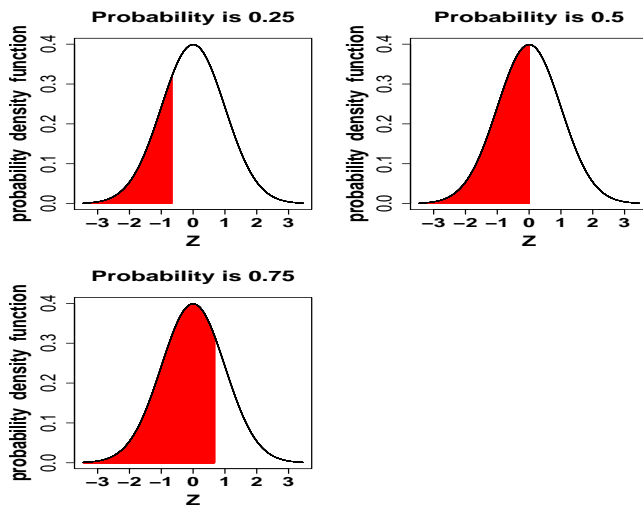 Probability is 0.25
probability density function
0.0 0.1 0.2 0.3 0.4
−3 −2 −1 0 1 2 3
Z
Probability is 0.5
probability density function
0.0 0.1 0.2 0.3 0.4
−3 −2 −1 0 1 2 3
Z
Probability is 0.75
probability density function
0.0 0.1 0.2 0.3 0.4
−3 −2 −1 0 1 2 3
Z